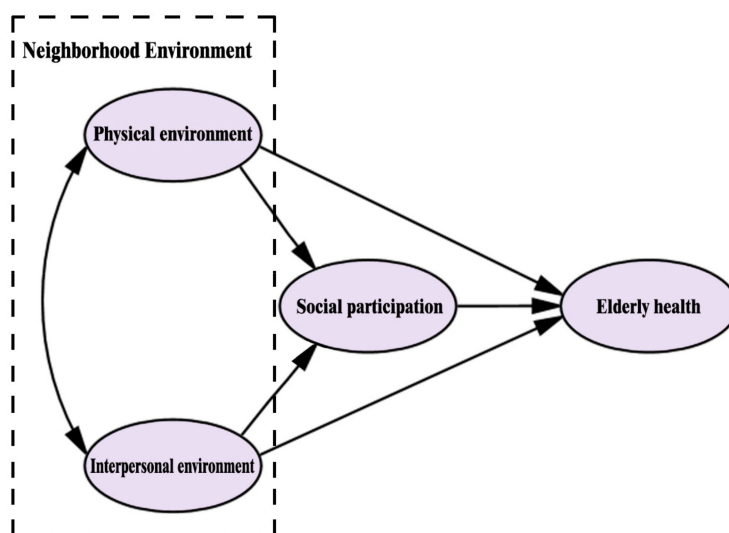 Neighborhood Environment
Physical environment
Social participation
Elderly health
Interpersonal environment